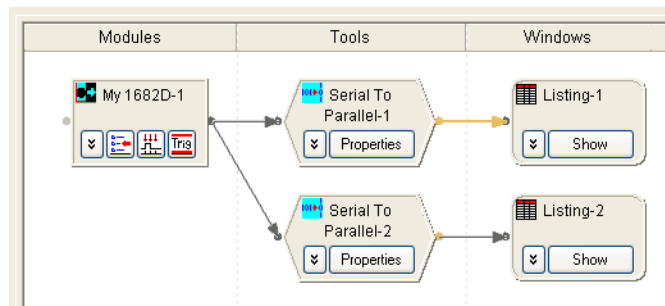 Modules Tools Windows
My 1682D-1
Trig
Serial To
Parallel-1
Properties
Listing-1
Show
Serial To
Parallel-2
Properties
Listing-2
Show